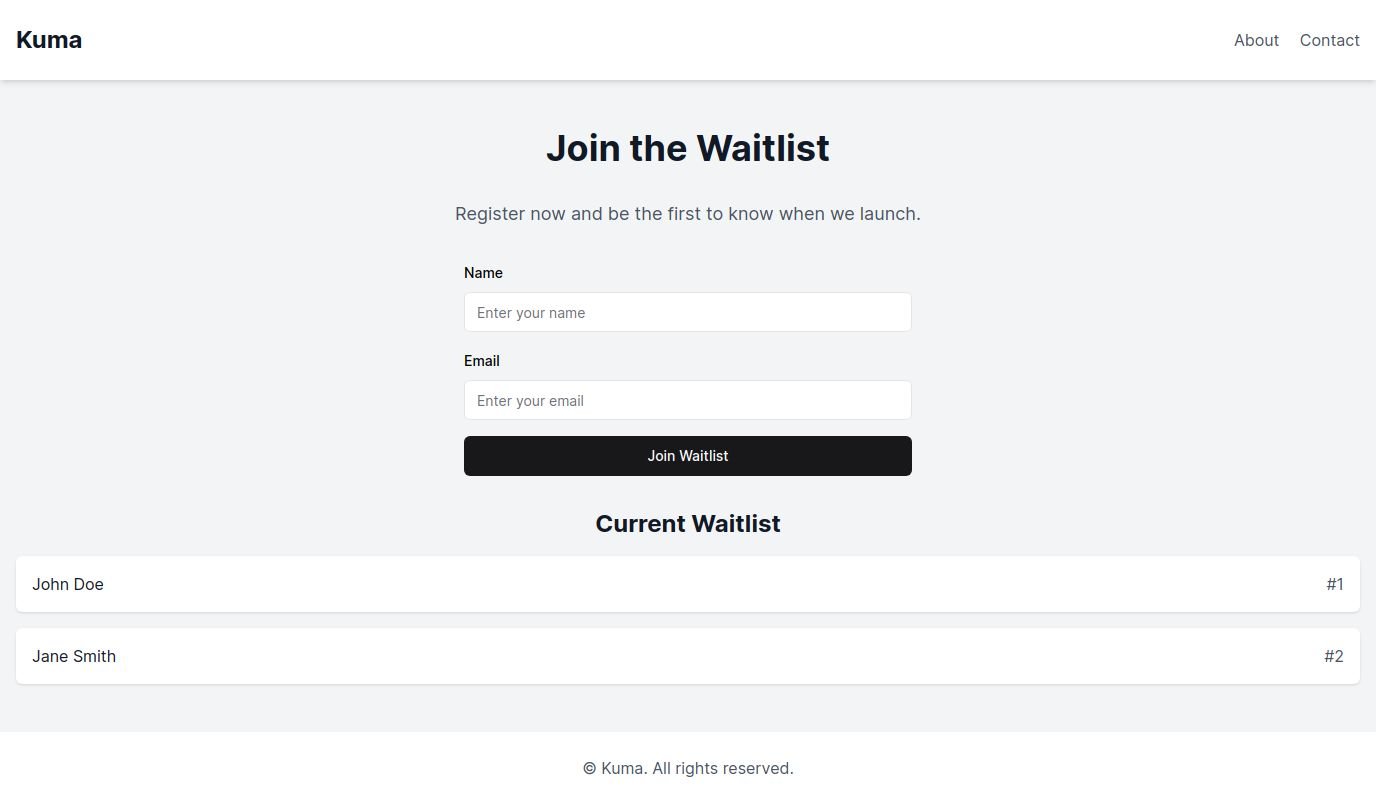 Kuma
About Contact
Join the Waitlist
Register now and be the first to know when we launch.
Name
Enter your name
Email
Enter your email
Join Waitlist
Current Waitlist
John Doe #1
Jane Smith #2
© Kuma. All rights reserved.